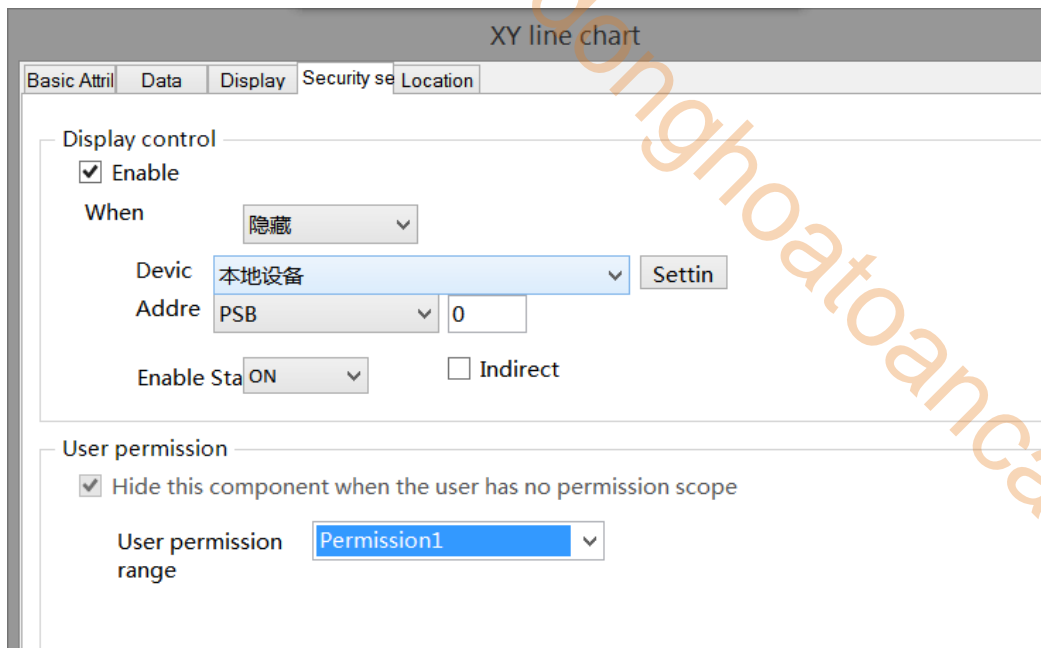 XY line chart
Basic Attril Data Display Security se Location
Display control
Enable
When 隐藏
Devic 本地设备 Settin
Addre PSB 0
Enable Sta ON Indirect
User permission
Hide this component when the user has no permission scope
User permission range Permission1
donghoatoanca